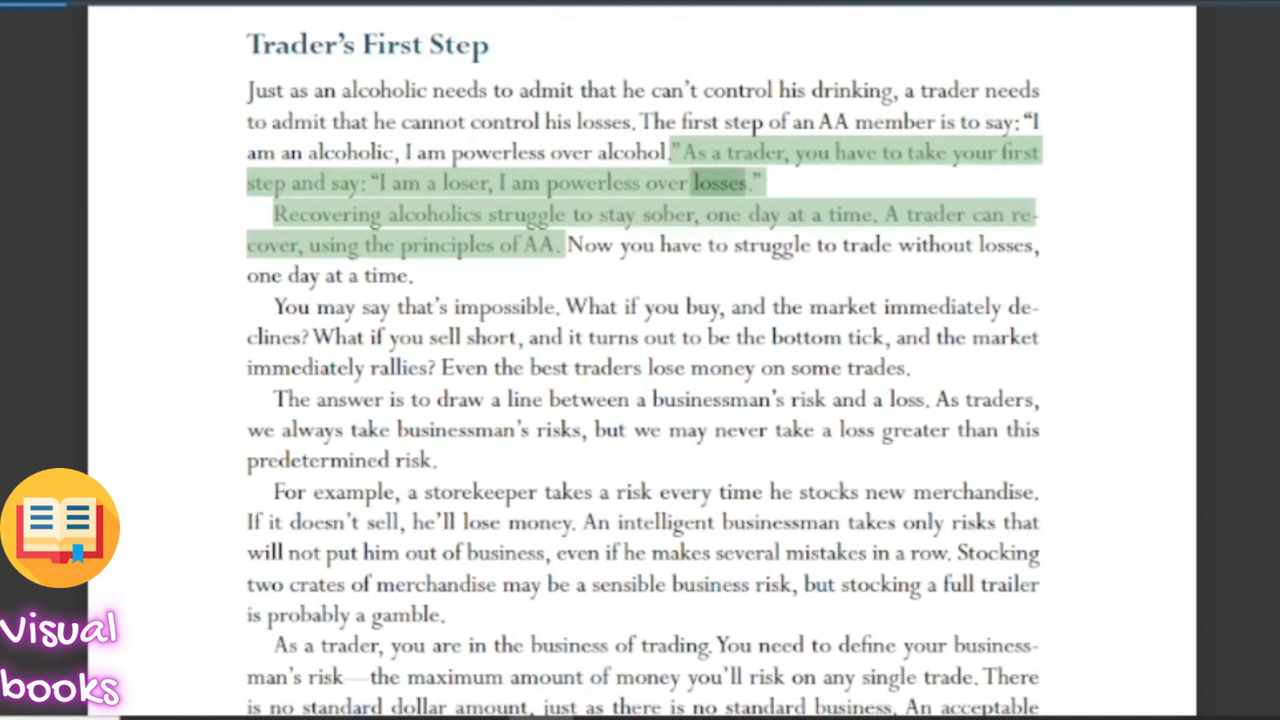 Trader's First Step
Just as an alcoholic needs to admit that he can't control his drinking, a trader needs
to admit that he cannot control his losses. The first step of an AA member is to say: “I
am an alcoholic, I am powerless over alcohol.” As a trader, you have to take your first
step and say: “I am a loser, I am powerless over losses.”
Recovering alcoholics struggle to stay sober, one day at a time. A trader can re-
cover, using the principles of AA. Now you have to struggle to trade without losses,
one day at a time.
You may say that's impossible. What if you buy, and the market immediately de-
clines? What if you sell short, and it turns out to be the bottom tick, and the market
immediately rallies? Even the best traders lose money on some trades.
The answer is to draw a line between a businessman's risk and a loss. As traders,
we always take businessman's risks, but we may never take a loss greater than this
predetermined risk.
For example, a storekeeper takes a risk every time he stocks new merchandise.
If it doesn't sell, he'll lose money. An intelligent businessman takes only risks that
will not put him out of business, even if he makes several mistakes in a row. Stocking
two crates of merchandise may be a sensible business risk, but stocking a full trailer
is probably a gamble.
As a trader, you are in the business of trading. You need to define your business-
man's risk—the maximum amount of money you'll risk on any single trade. There
is no standard dollar amount, just as there is no standard business. An acceptable
Visual
books